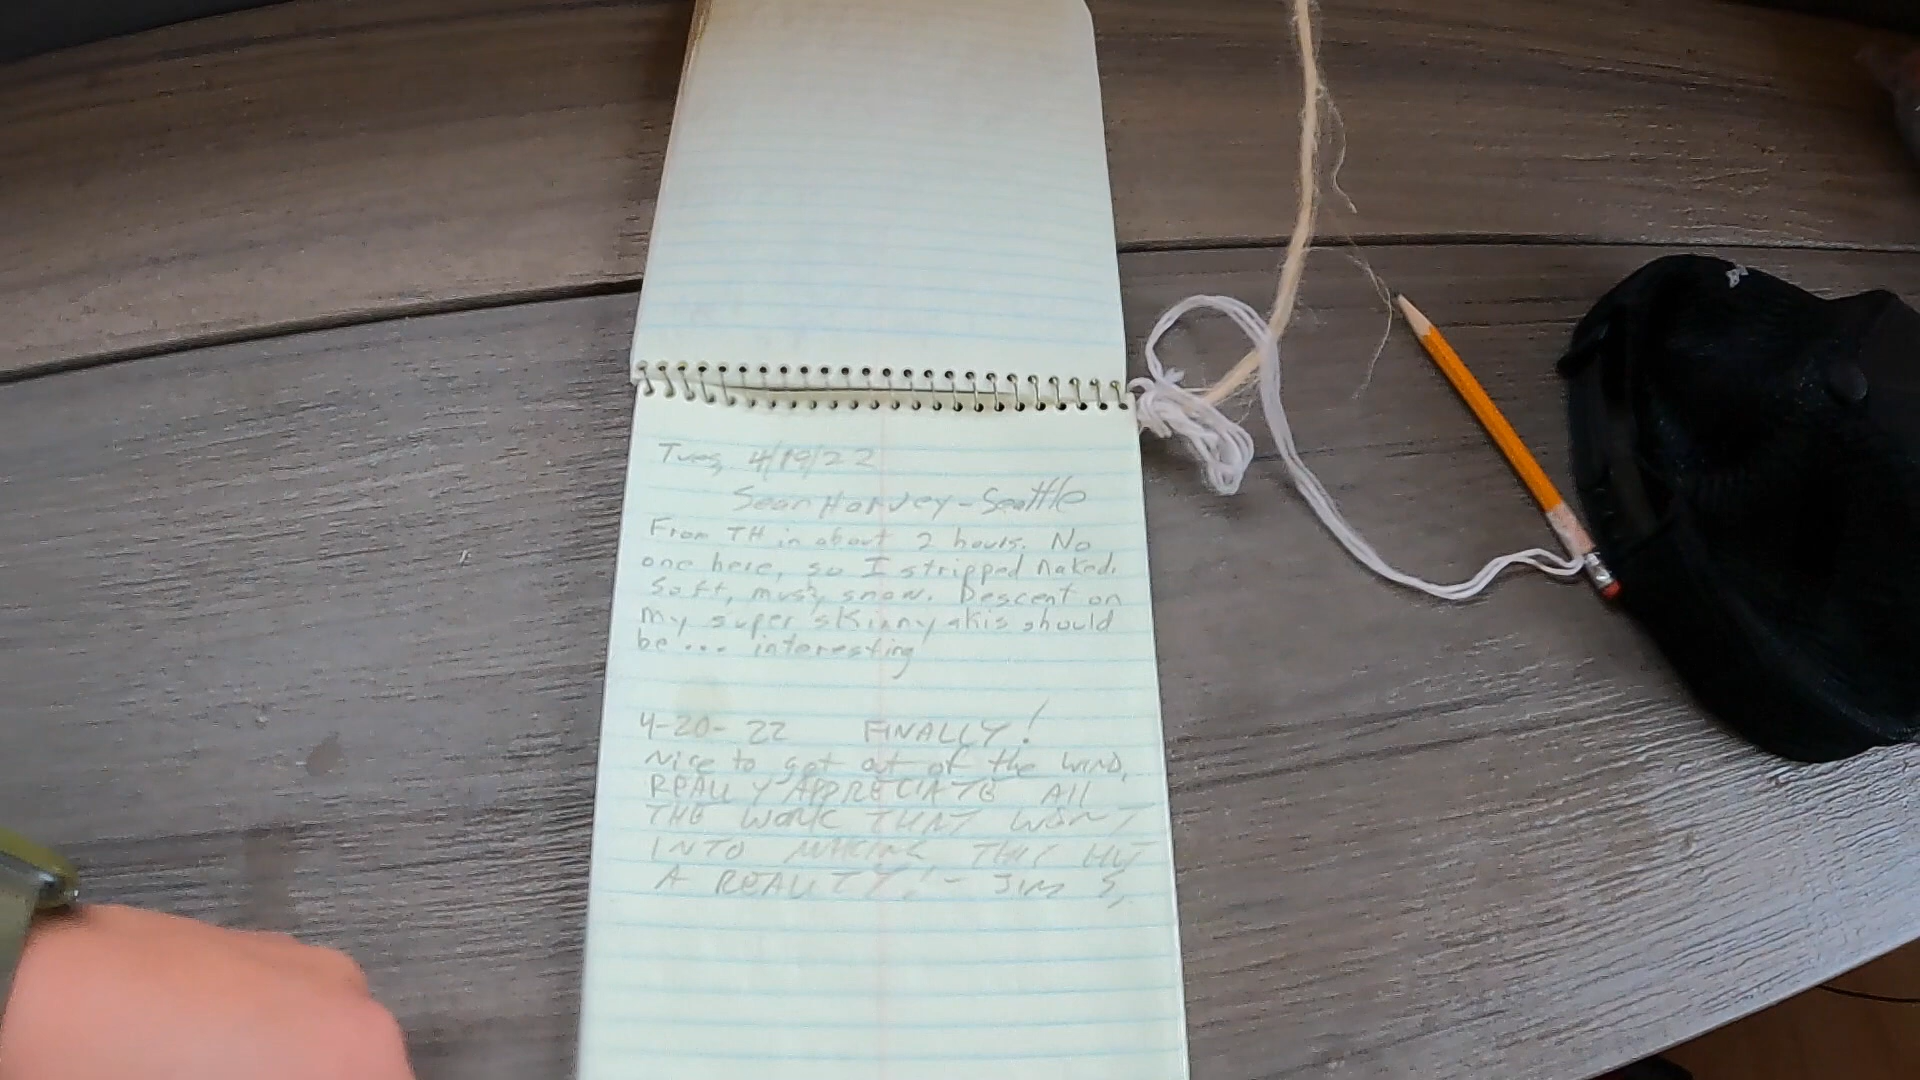 Tues, 4/19/22
Sean Harvey - Seattle
From TH in about 2 hours. No
one here, so I stripped naked.
Soft, mushy snow. Descent on
my super skinny skis should
be ... interesting
4-20-22 FINALLY!
Nice to get out of the WIND,
REALLY APPRECIATE All
THE WORK THAT WENT
INTO MAKING THIS HUT
A REALITY! - JIM S,